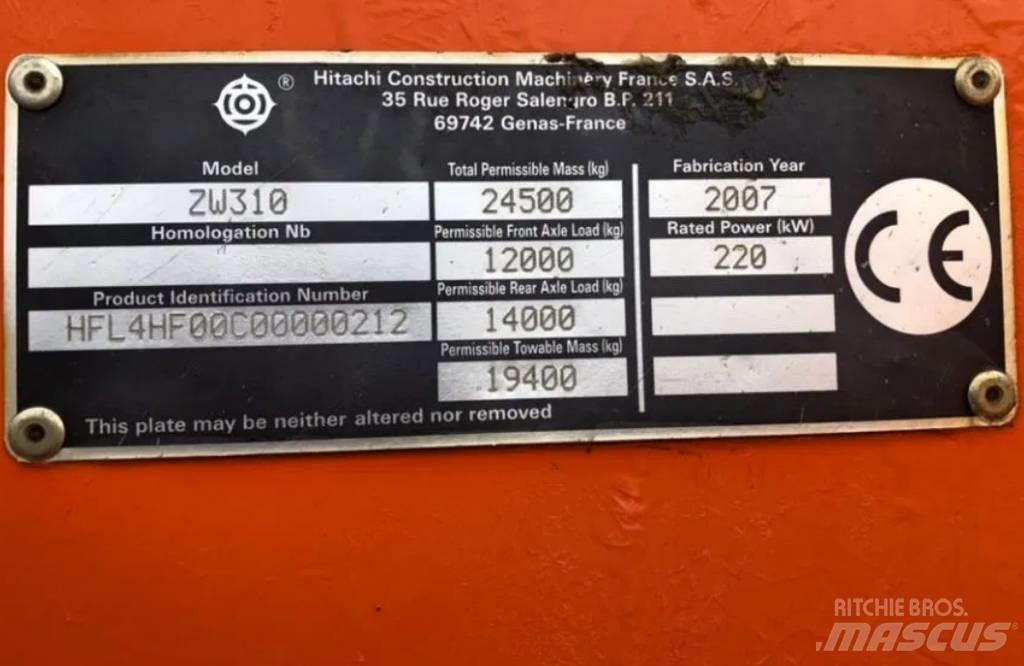 ® Hitachi Construction Machinery France S.A.S.
35 Rue Roger Salengro B.P. 211
69742 Genas-France
Model
ZW310
Homologation Nb
Product Identification Number
HFL4HF00C00000212
Total Permissible Mass (kg)
24500
Permissible Front Axle Load (kg)
12000
Permissible Rear Axle Load (kg)
14000
Permissible Towable Mass (kg)
19400
Fabrication Year
2007
Rated Power (kW)
220
CE
This plate may be neither altered nor removed
RITCHIE BROS.
MASCUS